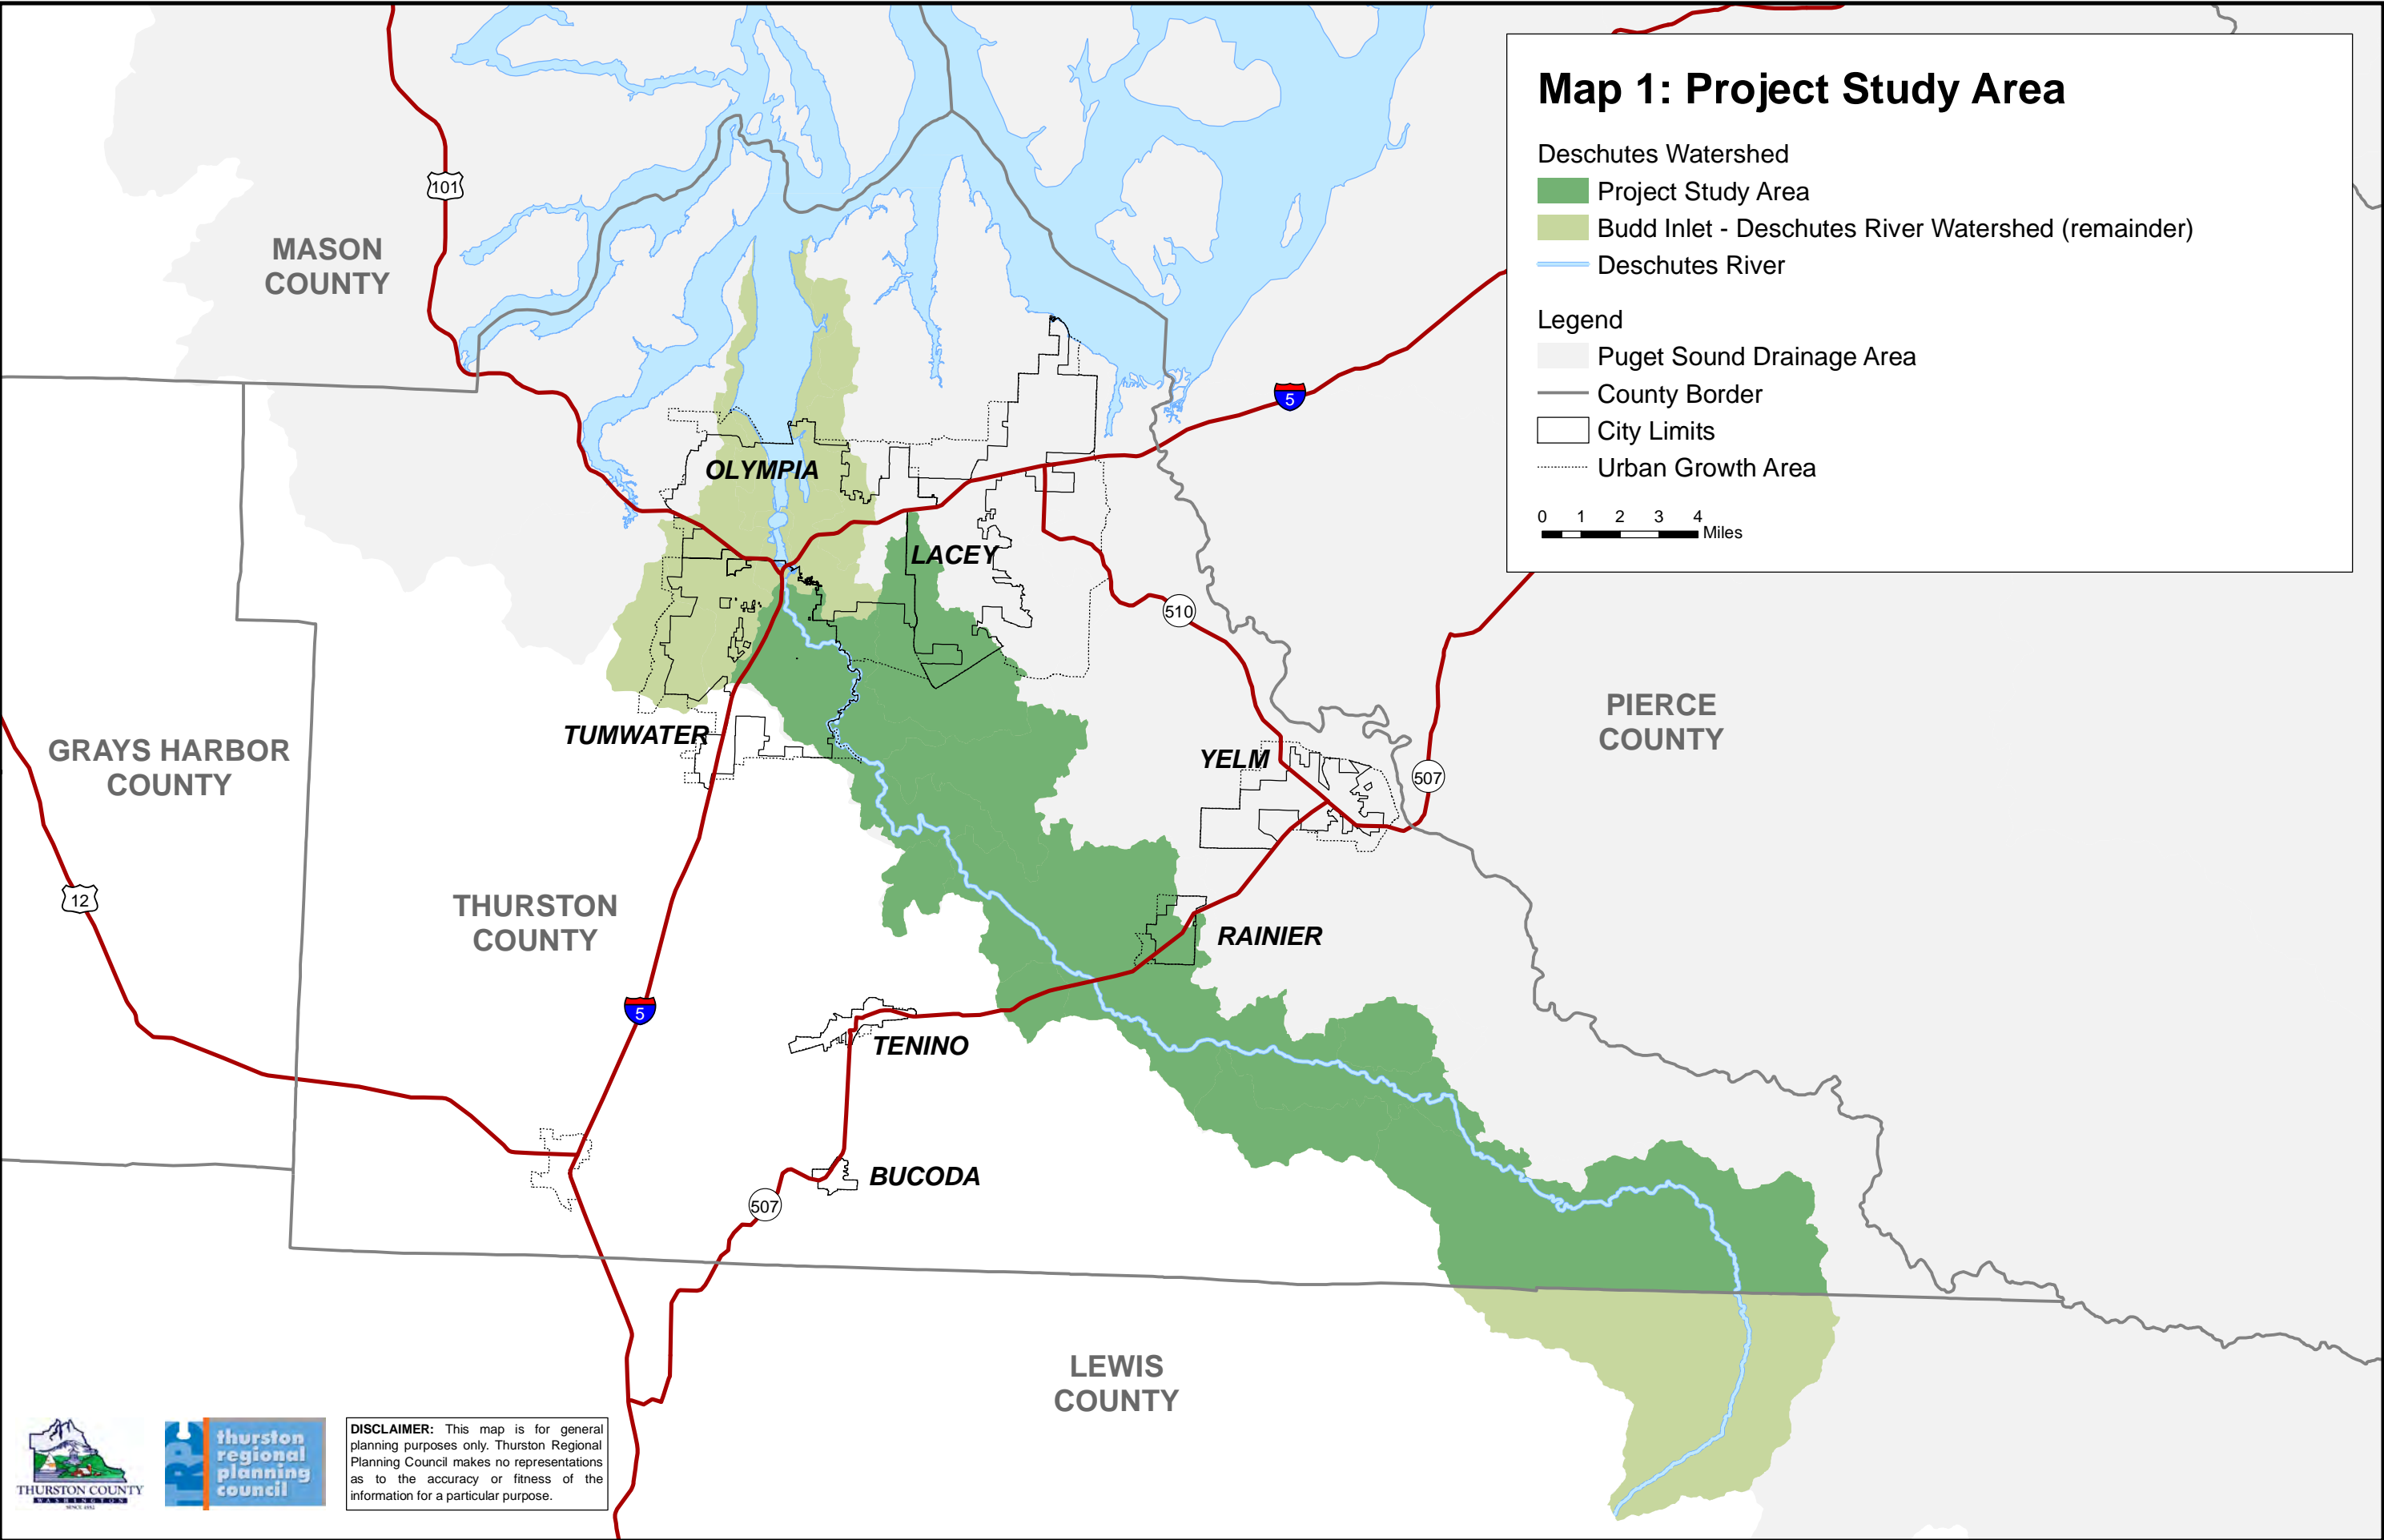 Map 1: Project Study Area
Deschutes Watershed
Project Study Area
Budd Inlet - Deschutes River Watershed (remainder)
Deschutes River
Legend
Puget Sound Drainage Area
County Border
City Limits
Urban Growth Area
0 1 2 3 4
Miles
101
MASON
COUNTY
5
OLYMPIA
LACEY
510
PIERCE
COUNTY
TUMWATER
GRAYS HARBOR
COUNTY
YELM
507
12
THURSTON
COUNTY
RAINIER
5
TENINO
BUCODA
507
LEWIS
COUNTY
THURSTON COUNTY
WASHINGTON
SINCE 1852
TRPC
thurston
regional
planning
council
DISCLAIMER: This map is for general
planning purposes only. Thurston Regional
Planning Council makes no representations
as to the accuracy or fitness of the
information for a particular purpose.